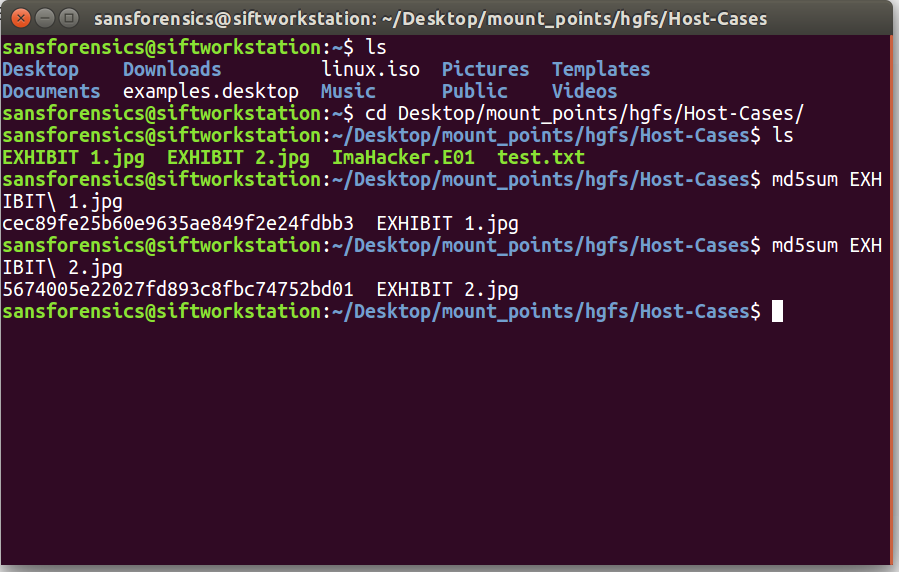 sansforensics@siftworkstation: ~/Desktop/mount_points/hgfs/Host-Cases
sansforensics@siftworkstation:~$ ls
Desktop    Downloads         linux.iso  Pictures  Templates
Documents  examples.desktop  Music      Public    Videos
sansforensics@siftworkstation:~$ cd Desktop/mount_points/hgfs/Host-Cases/
sansforensics@siftworkstation:~/Desktop/mount_points/hgfs/Host-Cases$ ls
EXHIBIT 1.jpg  EXHIBIT 2.jpg  ImaHacker.E01  test.txt
sansforensics@siftworkstation:~/Desktop/mount_points/hgfs/Host-Cases$ md5sum EXH
IBIT\ 1.jpg
cec89fe25b60e9635ae849f2e24fdbb3  EXHIBIT 1.jpg
sansforensics@siftworkstation:~/Desktop/mount_points/hgfs/Host-Cases$ md5sum EXH
IBIT\ 2.jpg
5674005e22027fd893c8fbc74752bd01  EXHIBIT 2.jpg
sansforensics@siftworkstation:~/Desktop/mount_points/hgfs/Host-Cases$